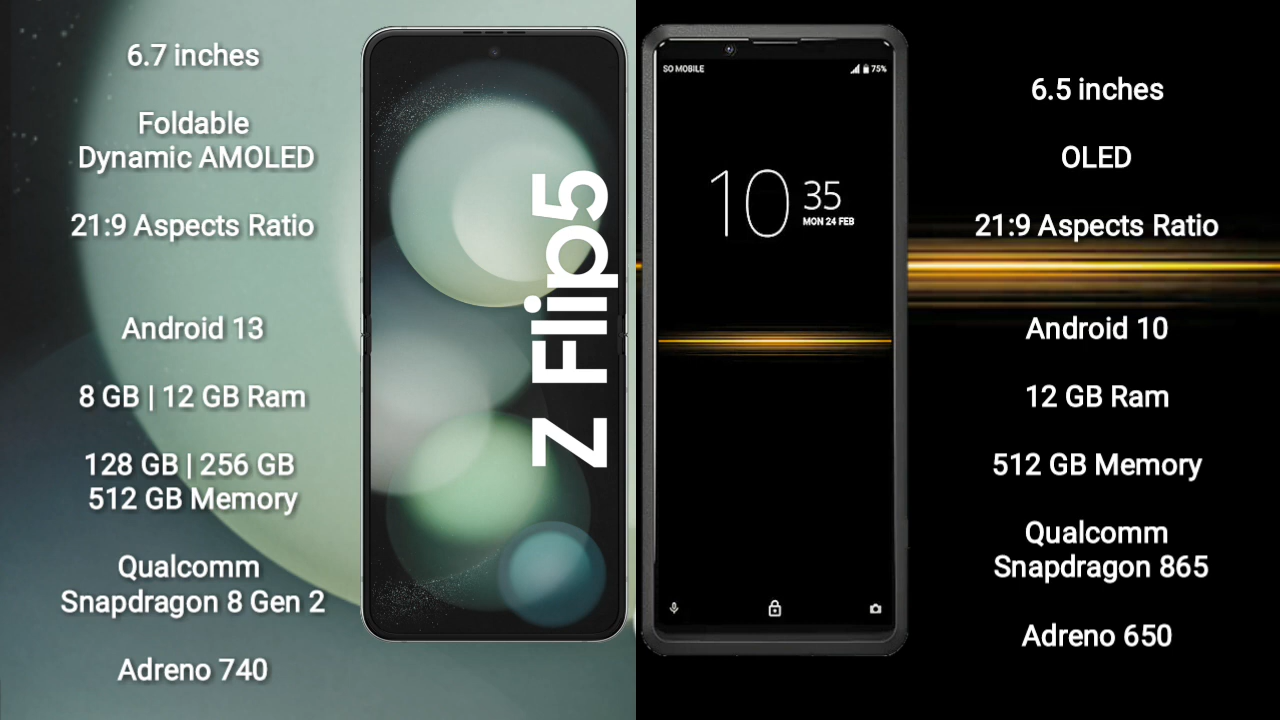 6.7 inches
Foldable
Dynamic AMOLED
21:9 Aspects Ratio
Android 13
8 GB | 12 GB Ram
128 GB | 256 GB
512 GB Memory
Qualcomm
Snapdragon 8 Gen 2
Adreno 740
Z Flip5
SO MOBILE
75%
10 35
MON 24 FEB
6.5 inches
OLED
21:9 Aspects Ratio
Android 10
12 GB Ram
512 GB Memory
Qualcomm
Snapdragon 865
Adreno 650